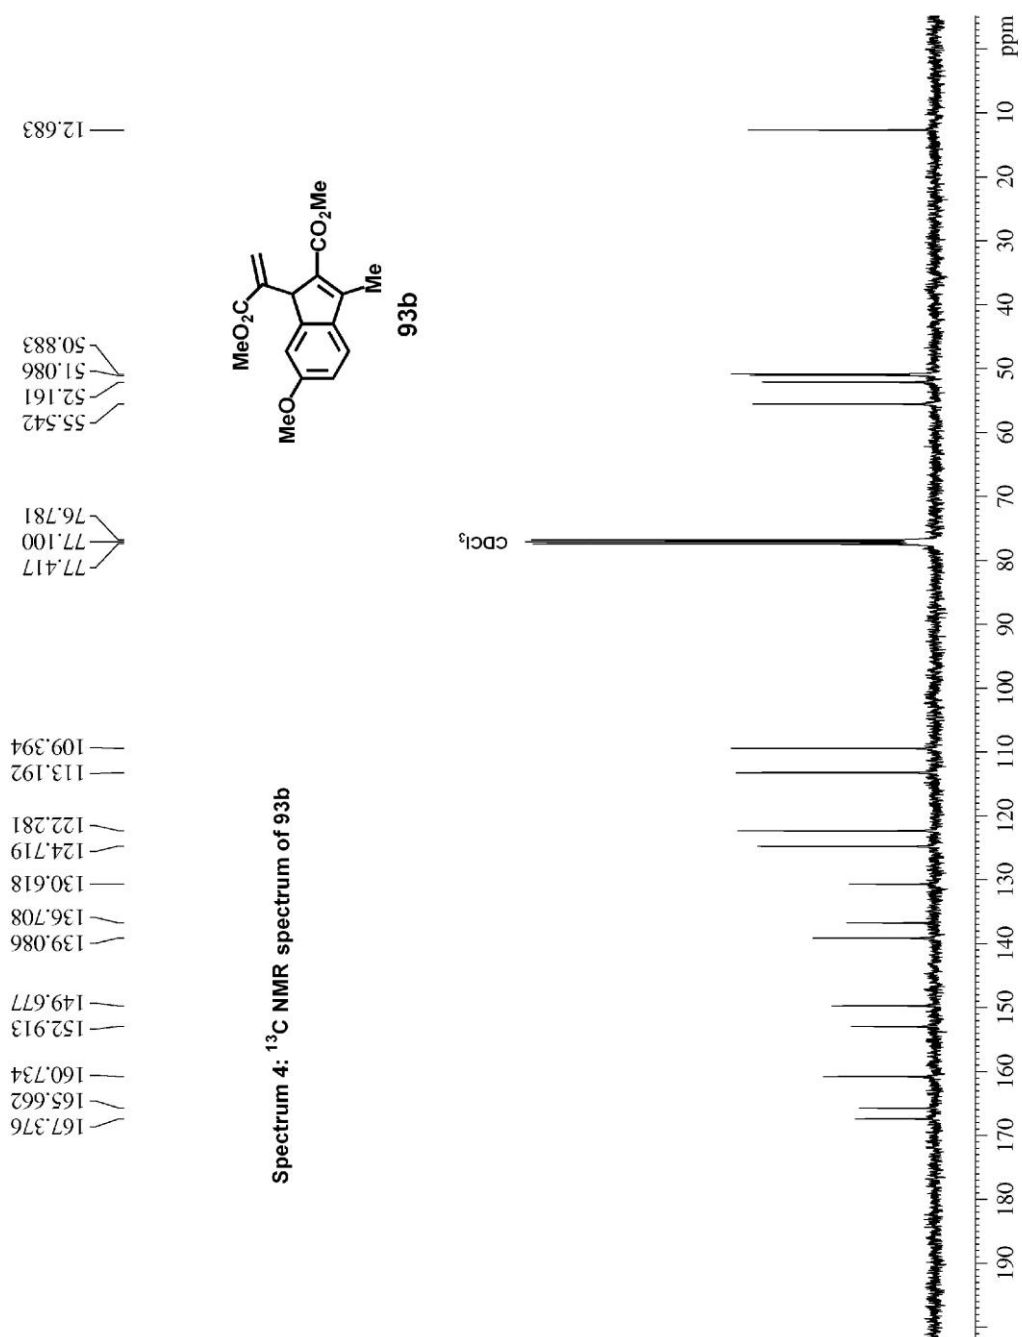 167.376
165.662
160.734
152.913
149.677
139.086
136.708
130.618
124.719
122.281
113.192
109.394
77.417
77.100
76.781
55.542
52.161
51.086
50.883
12.683
MeO₂C
CO₂Me
MeO
Me
93b
Spectrum 4: ¹³C NMR spectrum of 93b
CDCl₃
190 180 170 160 150 140 130 120 110 100 90 80 70 60 50 40 30 20 10 ppm